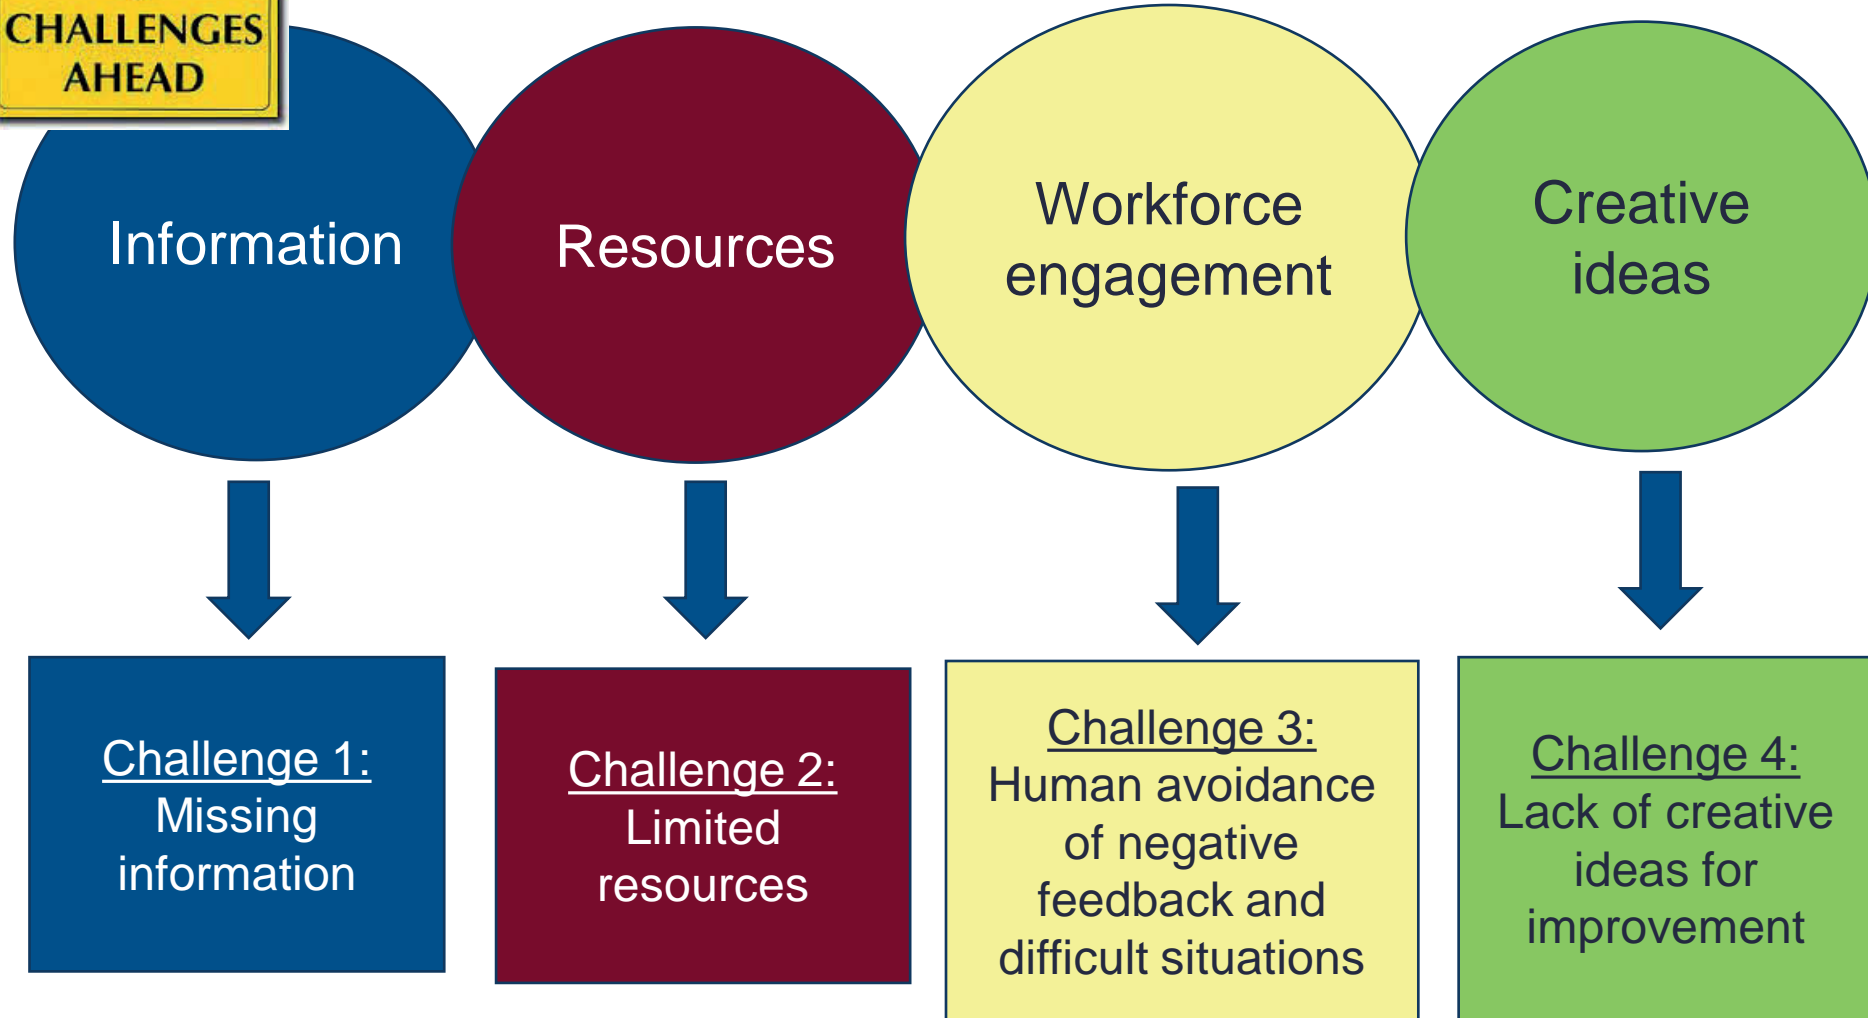 CHALLENGES
AHEAD
Information
Resources
Workforce
engagement
Creative
ideas
Challenge 1:
Missing
information
Challenge 2:
Limited
resources
Challenge 3:
Human avoidance
of negative
feedback and
difficult situations
Challenge 4:
Lack of creative
ideas for
improvement